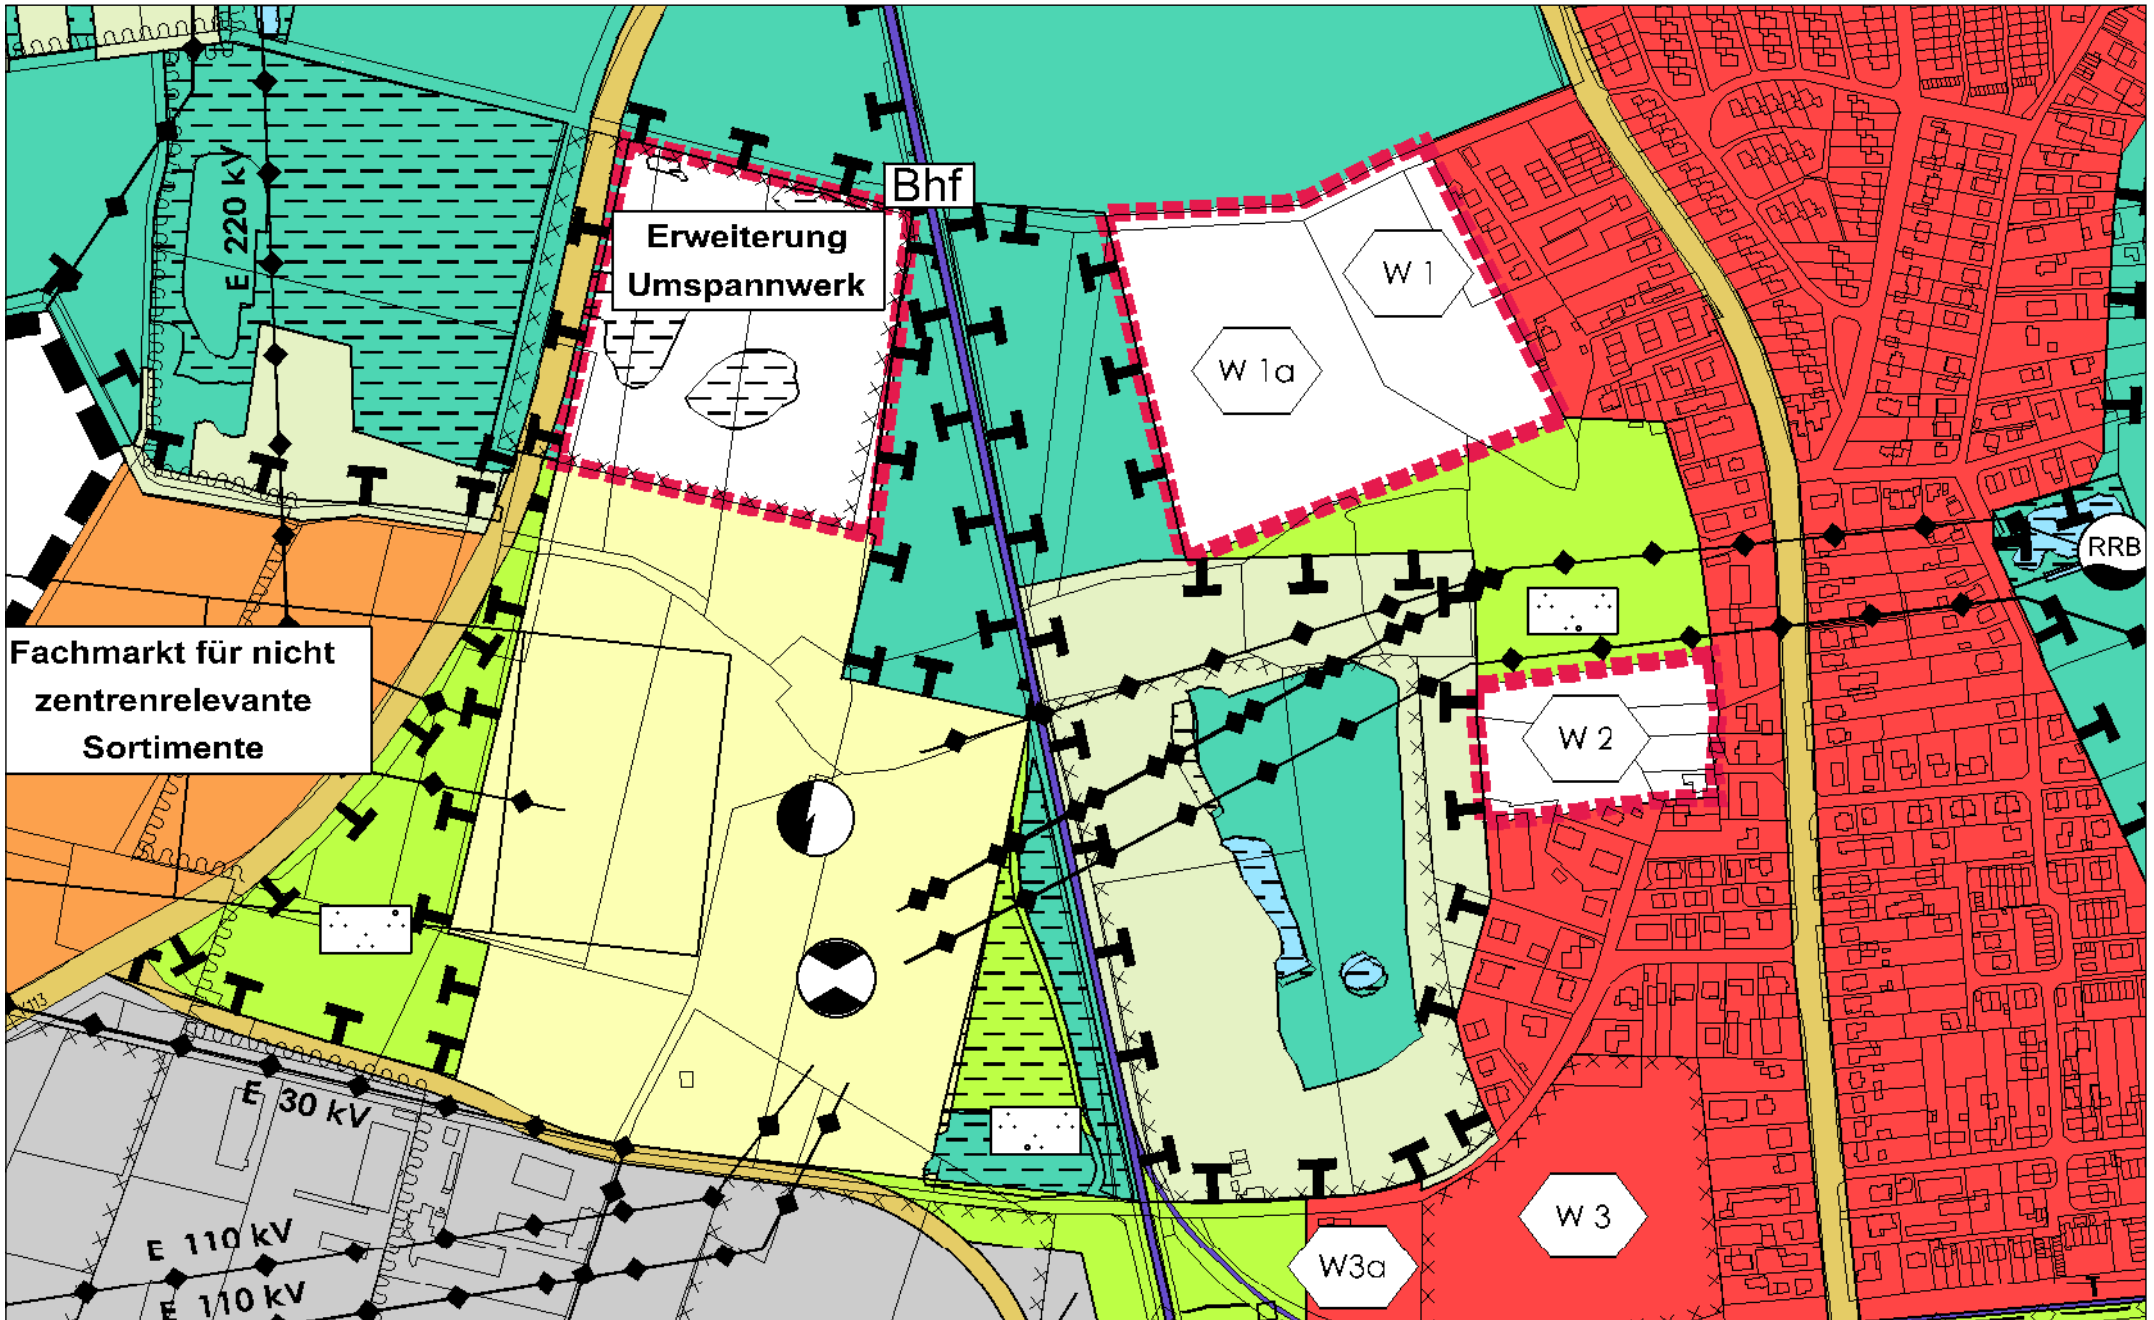 E 220 kV
Bhf
Erweiterung
Umspannwerk
W 1
W 1a
RRB
Fachmarkt für nicht
zentrenrelevante
Sortimente
W 2
K113
E 30 kV
E 110 kV
E 110 kV
W 3
W3a